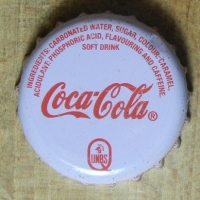 INGREDIENTS: CARBONATED WATER, SUGAR, COLOUR: CARAMEL,
ACIDULANT: PHOSPHORIC ACID, FLAVOURING AND CAFFEINE.
SOFT DRINK
Coca-Cola®
UNBS
Q